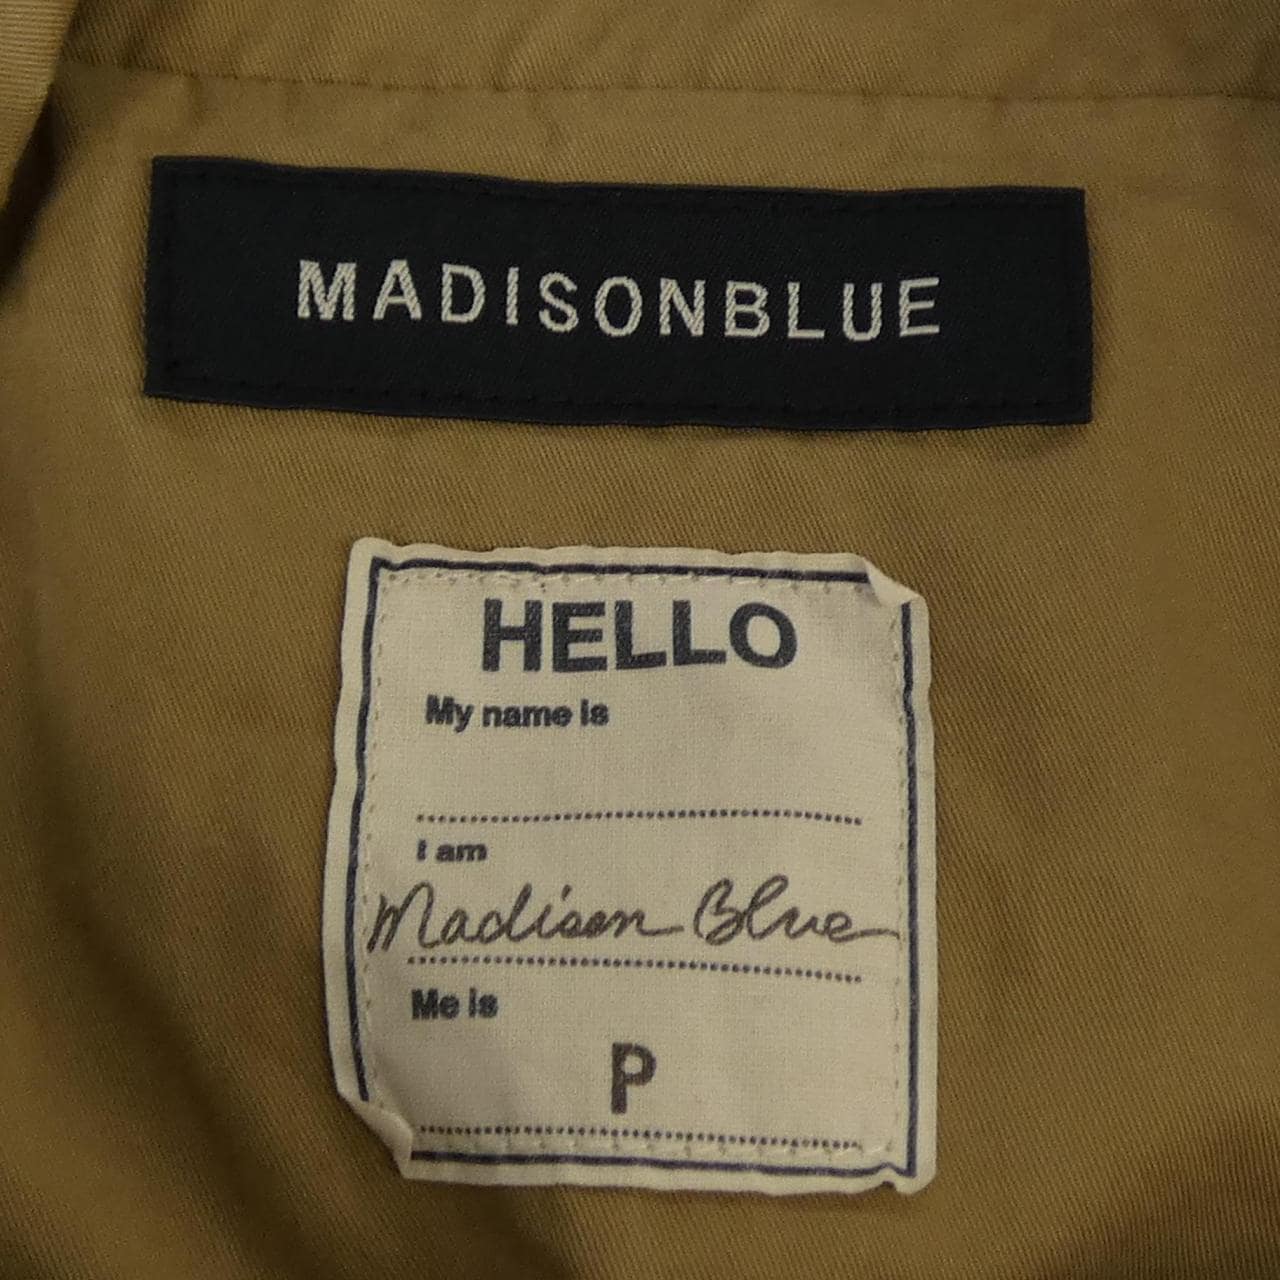 MADISONBLUE
HELLO
My name is
I am
Madison Blue
Me is
P